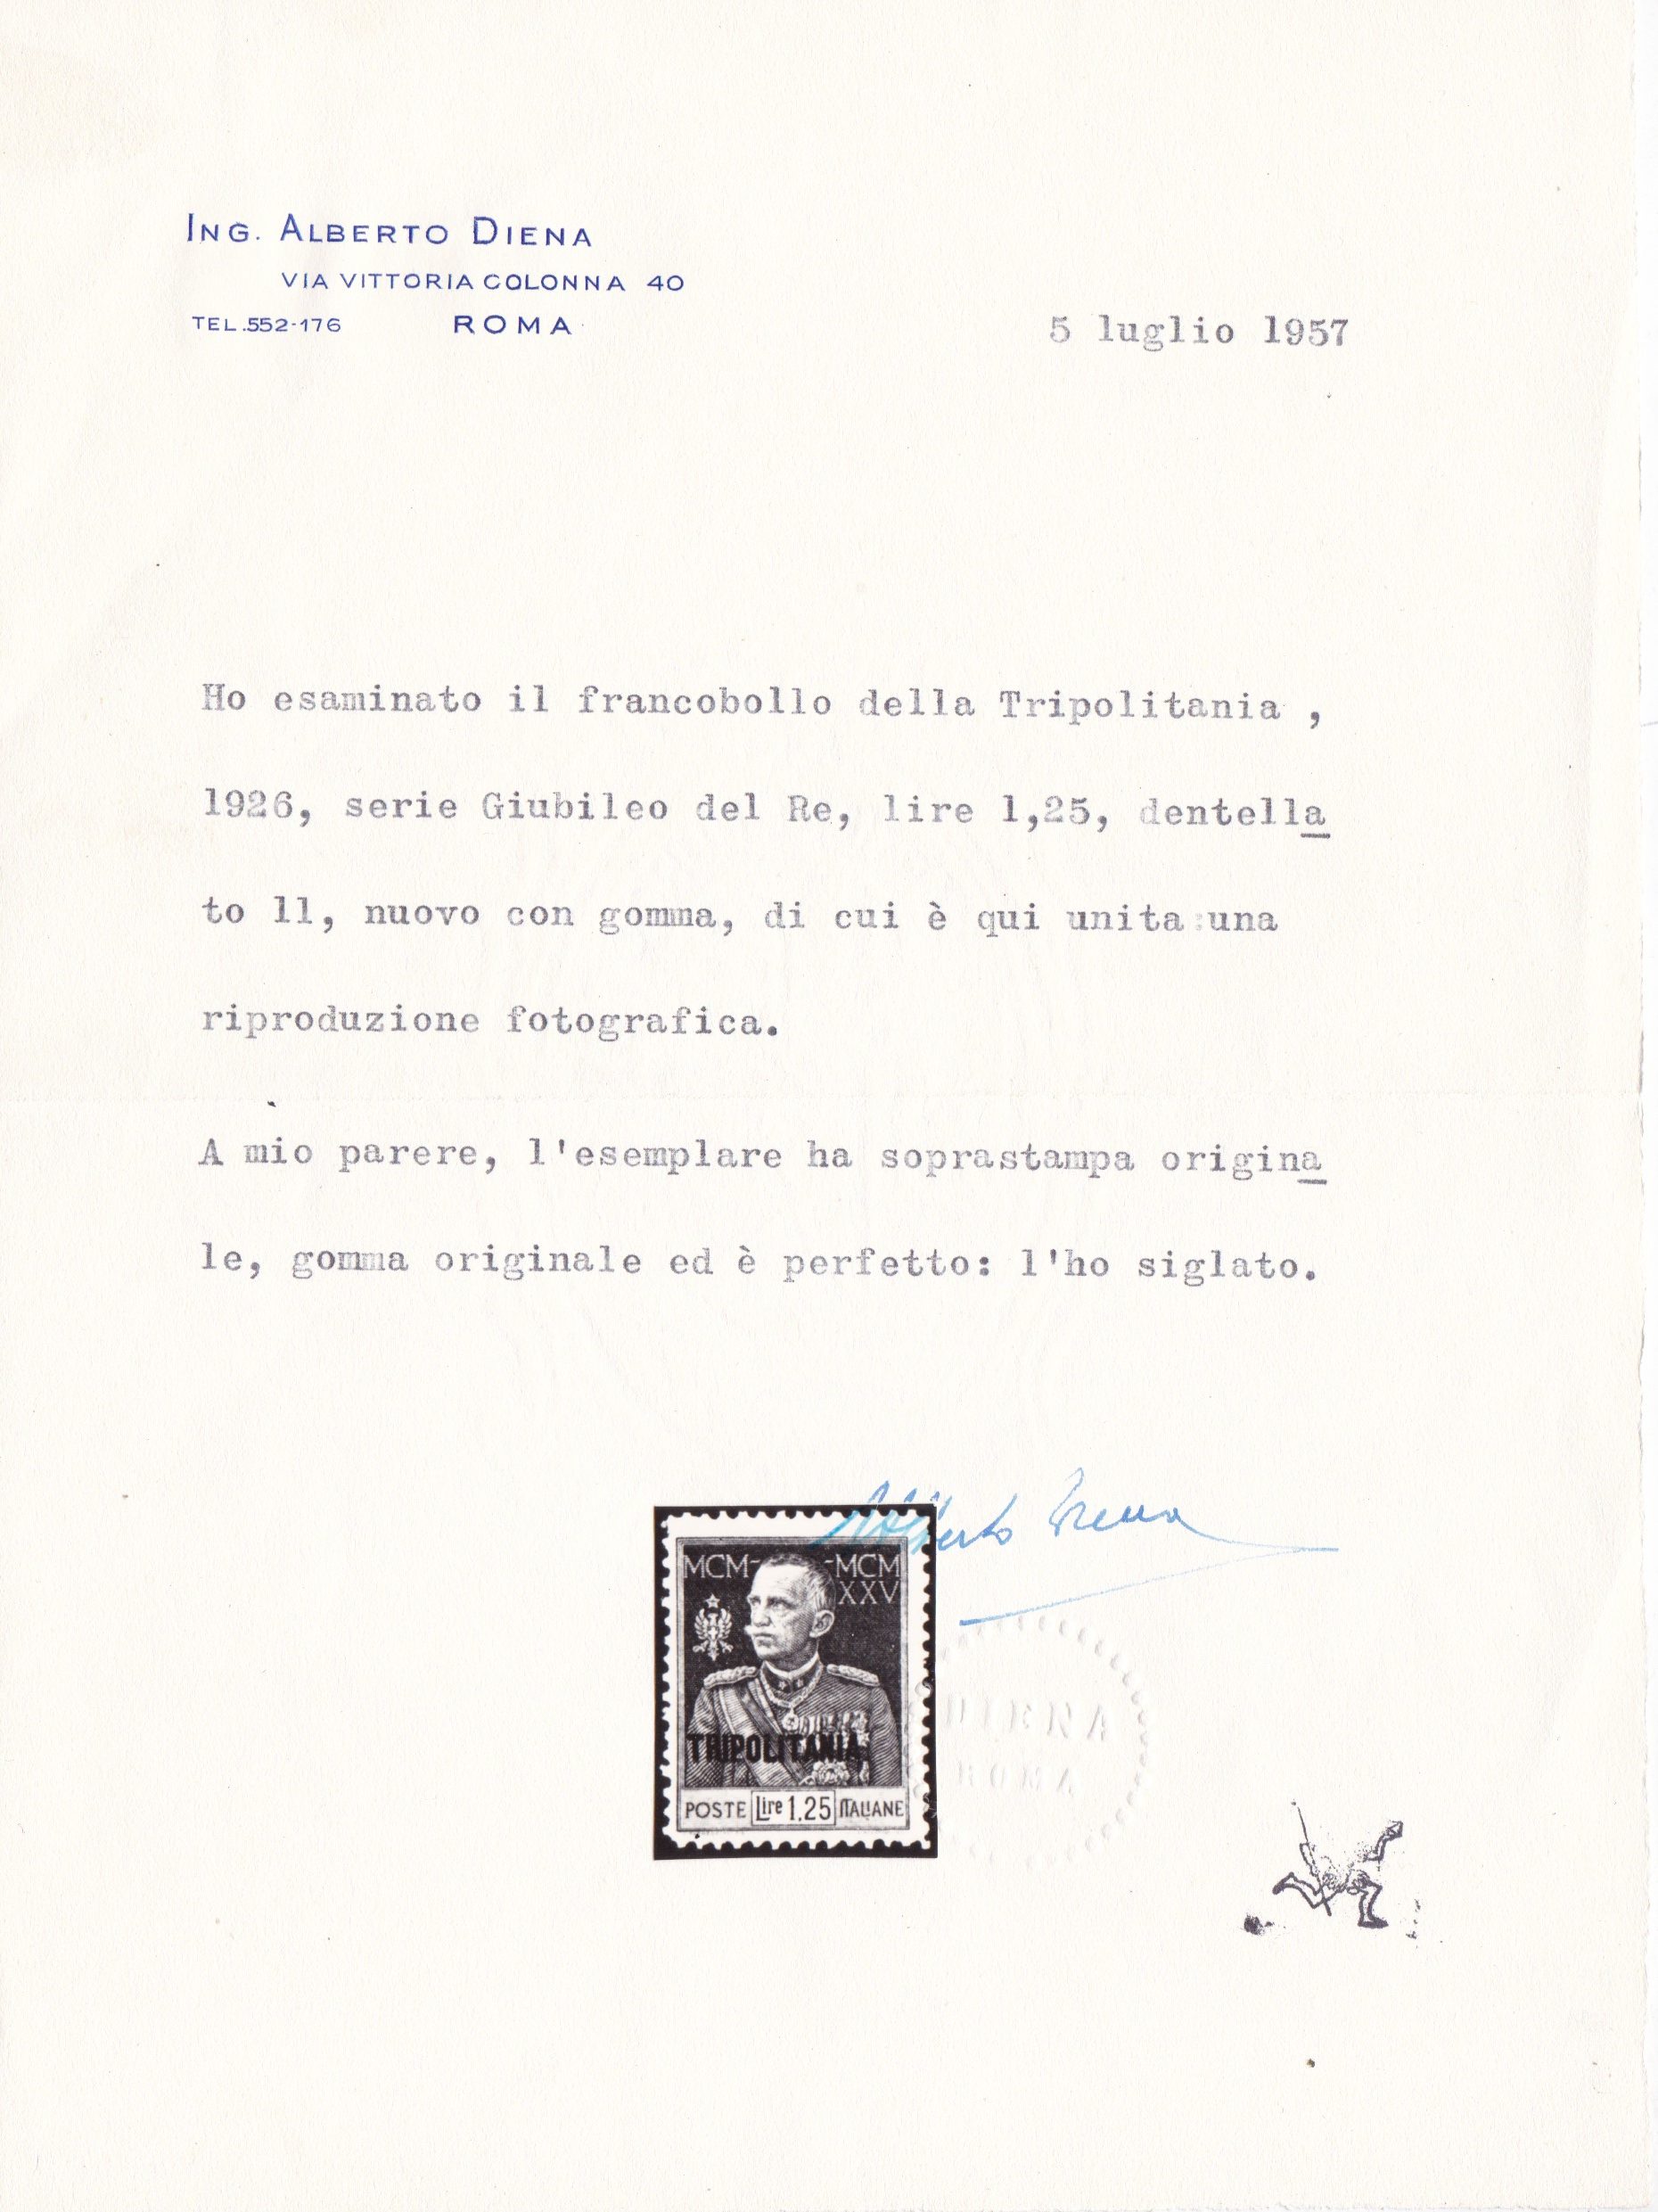 ING. ALBERTO DIENA
VIA VITTORIA COLONNA 40
TEL. 552-176 ROMA
5 luglio 1957
Ho esaminato il francobollo della Tripolitania ,
1926, serie Giubileo del Re, lire 1,25, dentella
to 11, nuovo con gomma, di cui è qui unita una
riproduzione fotografica.
A mio parere, l'esemplare ha soprastampa origina
le, gomma originale ed è perfetto: l'ho siglato.
Alberto Diena
MCM- -MCM
XXV
TRIPOLITANIA
POSTE Lire 1.25 ITALIANE